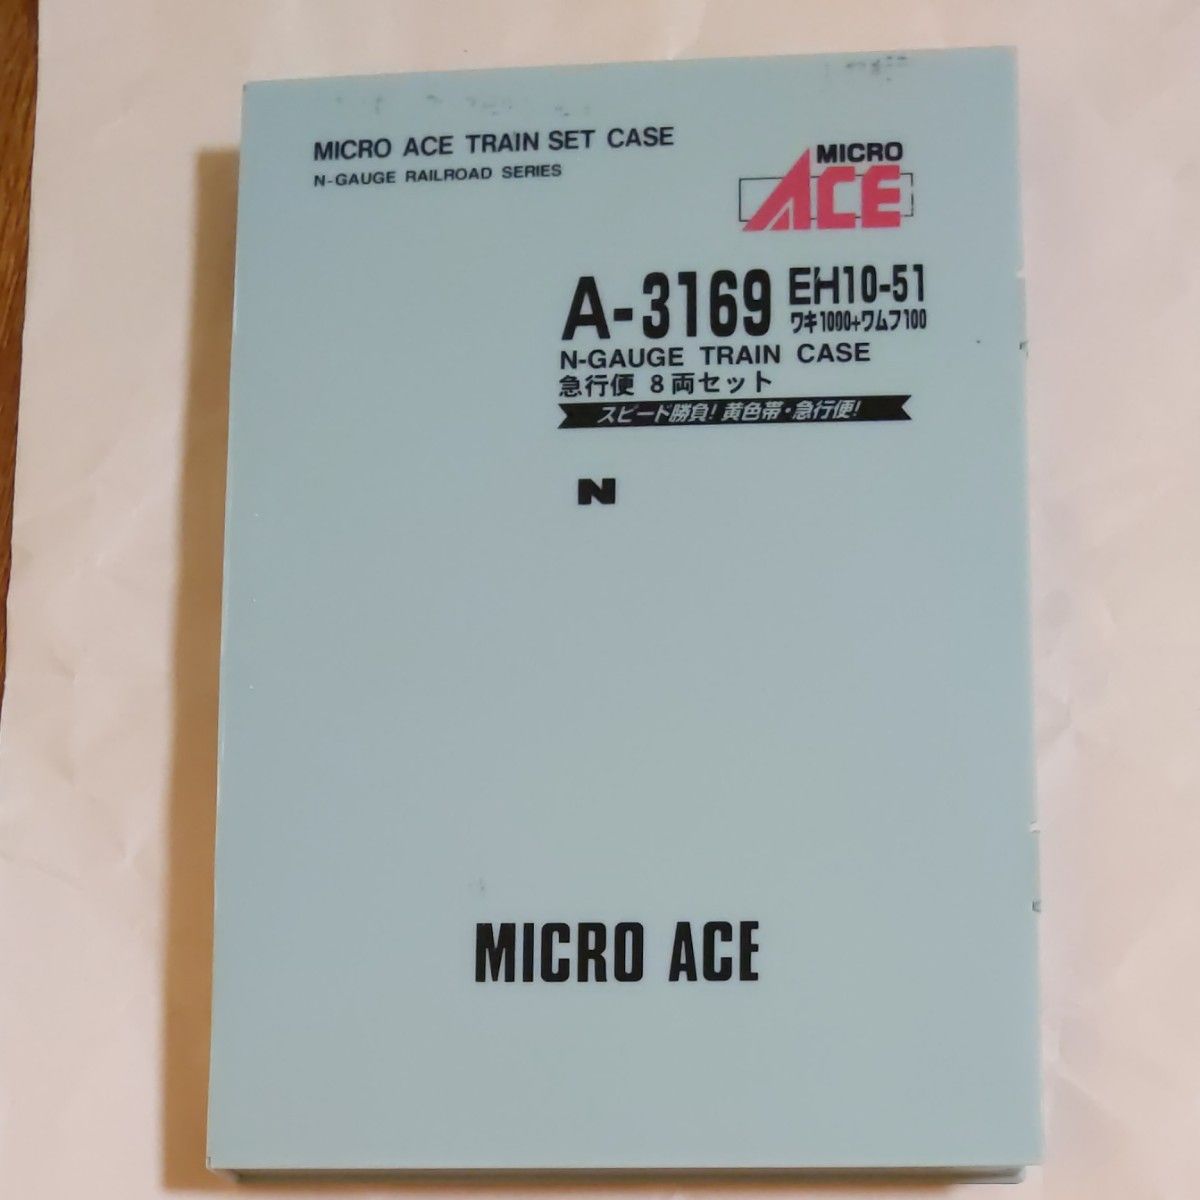 MICRO ACE TRAIN SET CASE
N-GAUGE RAILROAD SERIES
MICRO
ACE
A-3169 EH10-51
ワキ1000+ワムフ100
N-GAUGE TRAIN CASE
急行便 8両セット
スピード勝負! 黄色帯・急行便!
N
MICRO ACE